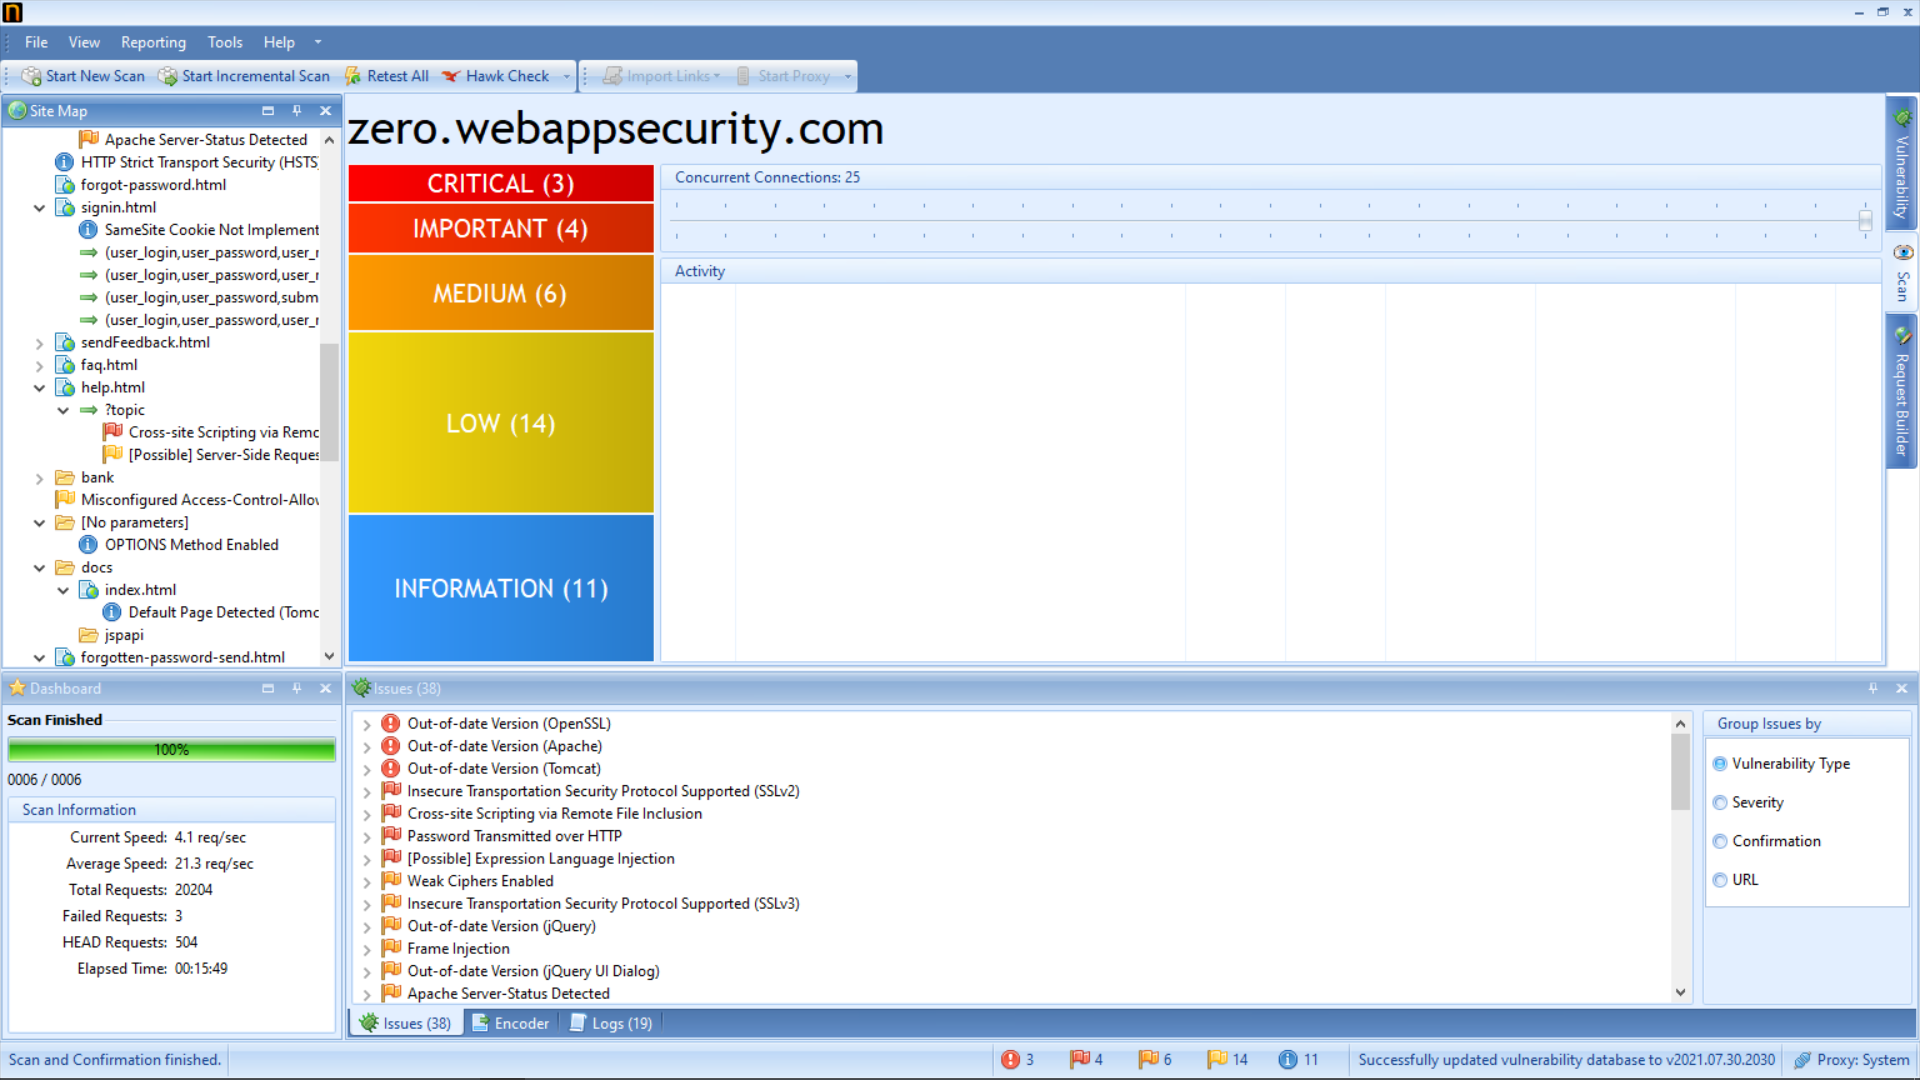 n
File View Reporting Tools Help
Start New Scan Start Incremental Scan Retest All Hawk Check Import Links Start Proxy
Site Map
Apache Server-Status Detected
HTTP Strict Transport Security (HSTS
forgot-password.html
signin.html
SameSite Cookie Not Implement
(user_login,user_password,user_r
(user_login,user_password,user_r
(user_login,user_password,subm
(user_login,user_password,user_r
sendFeedback.html
faq.html
help.html
?topic
Cross-site Scripting via Remo
[Possible] Server-Side Reques
bank
Misconfigured Access-Control-Allow
[No parameters]
OPTIONS Method Enabled
docs
index.html
Default Page Detected (Tomc
jspapi
forgotten-password-send.html
zero.webappsecurity.com
CRITICAL (3)
IMPORTANT (4)
MEDIUM (6)
LOW (14)
INFORMATION (11)
Concurrent Connections: 25
Activity
Vulnerability
Scan
Request Builder
Dashboard
Scan Finished
100%
0006 / 0006
Scan Information
Current Speed: 4.1 req/sec
Average Speed: 21.3 req/sec
Total Requests: 20204
Failed Requests: 3
HEAD Requests: 504
Elapsed Time: 00:15:49
Issues (38)
Out-of-date Version (OpenSSL)
Out-of-date Version (Apache)
Out-of-date Version (Tomcat)
Insecure Transportation Security Protocol Supported (SSLv2)
Cross-site Scripting via Remote File Inclusion
Password Transmitted over HTTP
[Possible] Expression Language Injection
Weak Ciphers Enabled
Insecure Transportation Security Protocol Supported (SSLv3)
Out-of-date Version (jQuery)
Frame Injection
Out-of-date Version (jQuery UI Dialog)
Apache Server-Status Detected
Group Issues by
Vulnerability Type
Severity
Confirmation
URL
Issues (38) Encoder Logs (19)
Scan and Confirmation finished. 3 4 6 14 11 Successfully updated vulnerability database to v2021.07.30.2030 Proxy: System